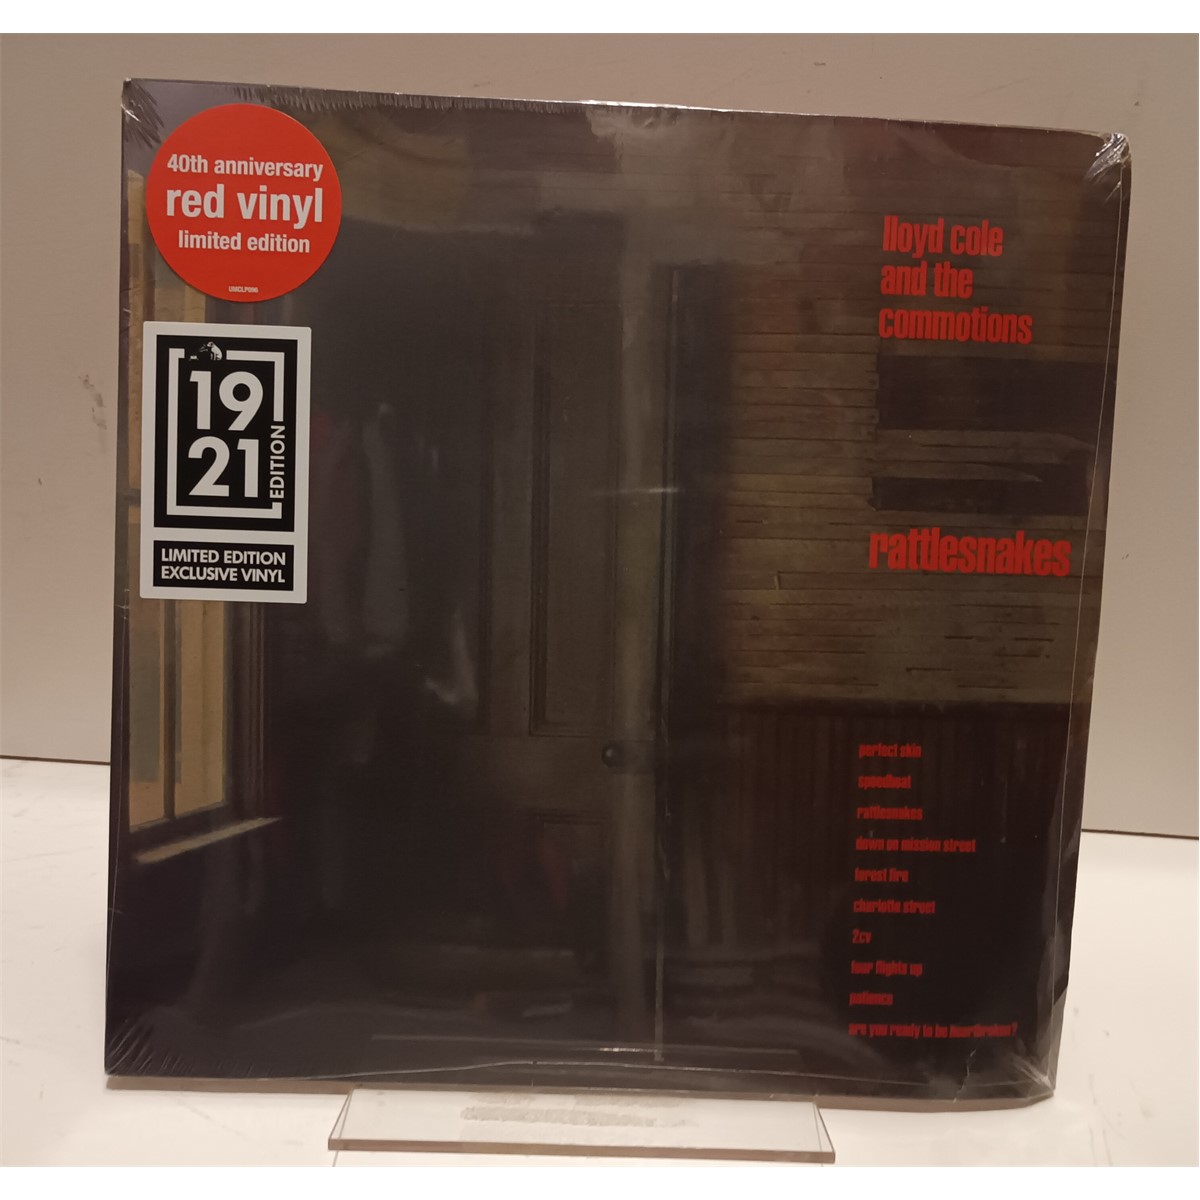 40th anniversary
red vinyl
limited edition
19
21
EDITION
LIMITED EDITION
EXCLUSIVE VINYL
lloyd cole
and the
commotions
rattlesnakes
perfect skin
speedboat
rattlesnakes
down on mission street
forest fire
charlotte street
2cv
four flights up
patience
are you ready to be heartbroken?